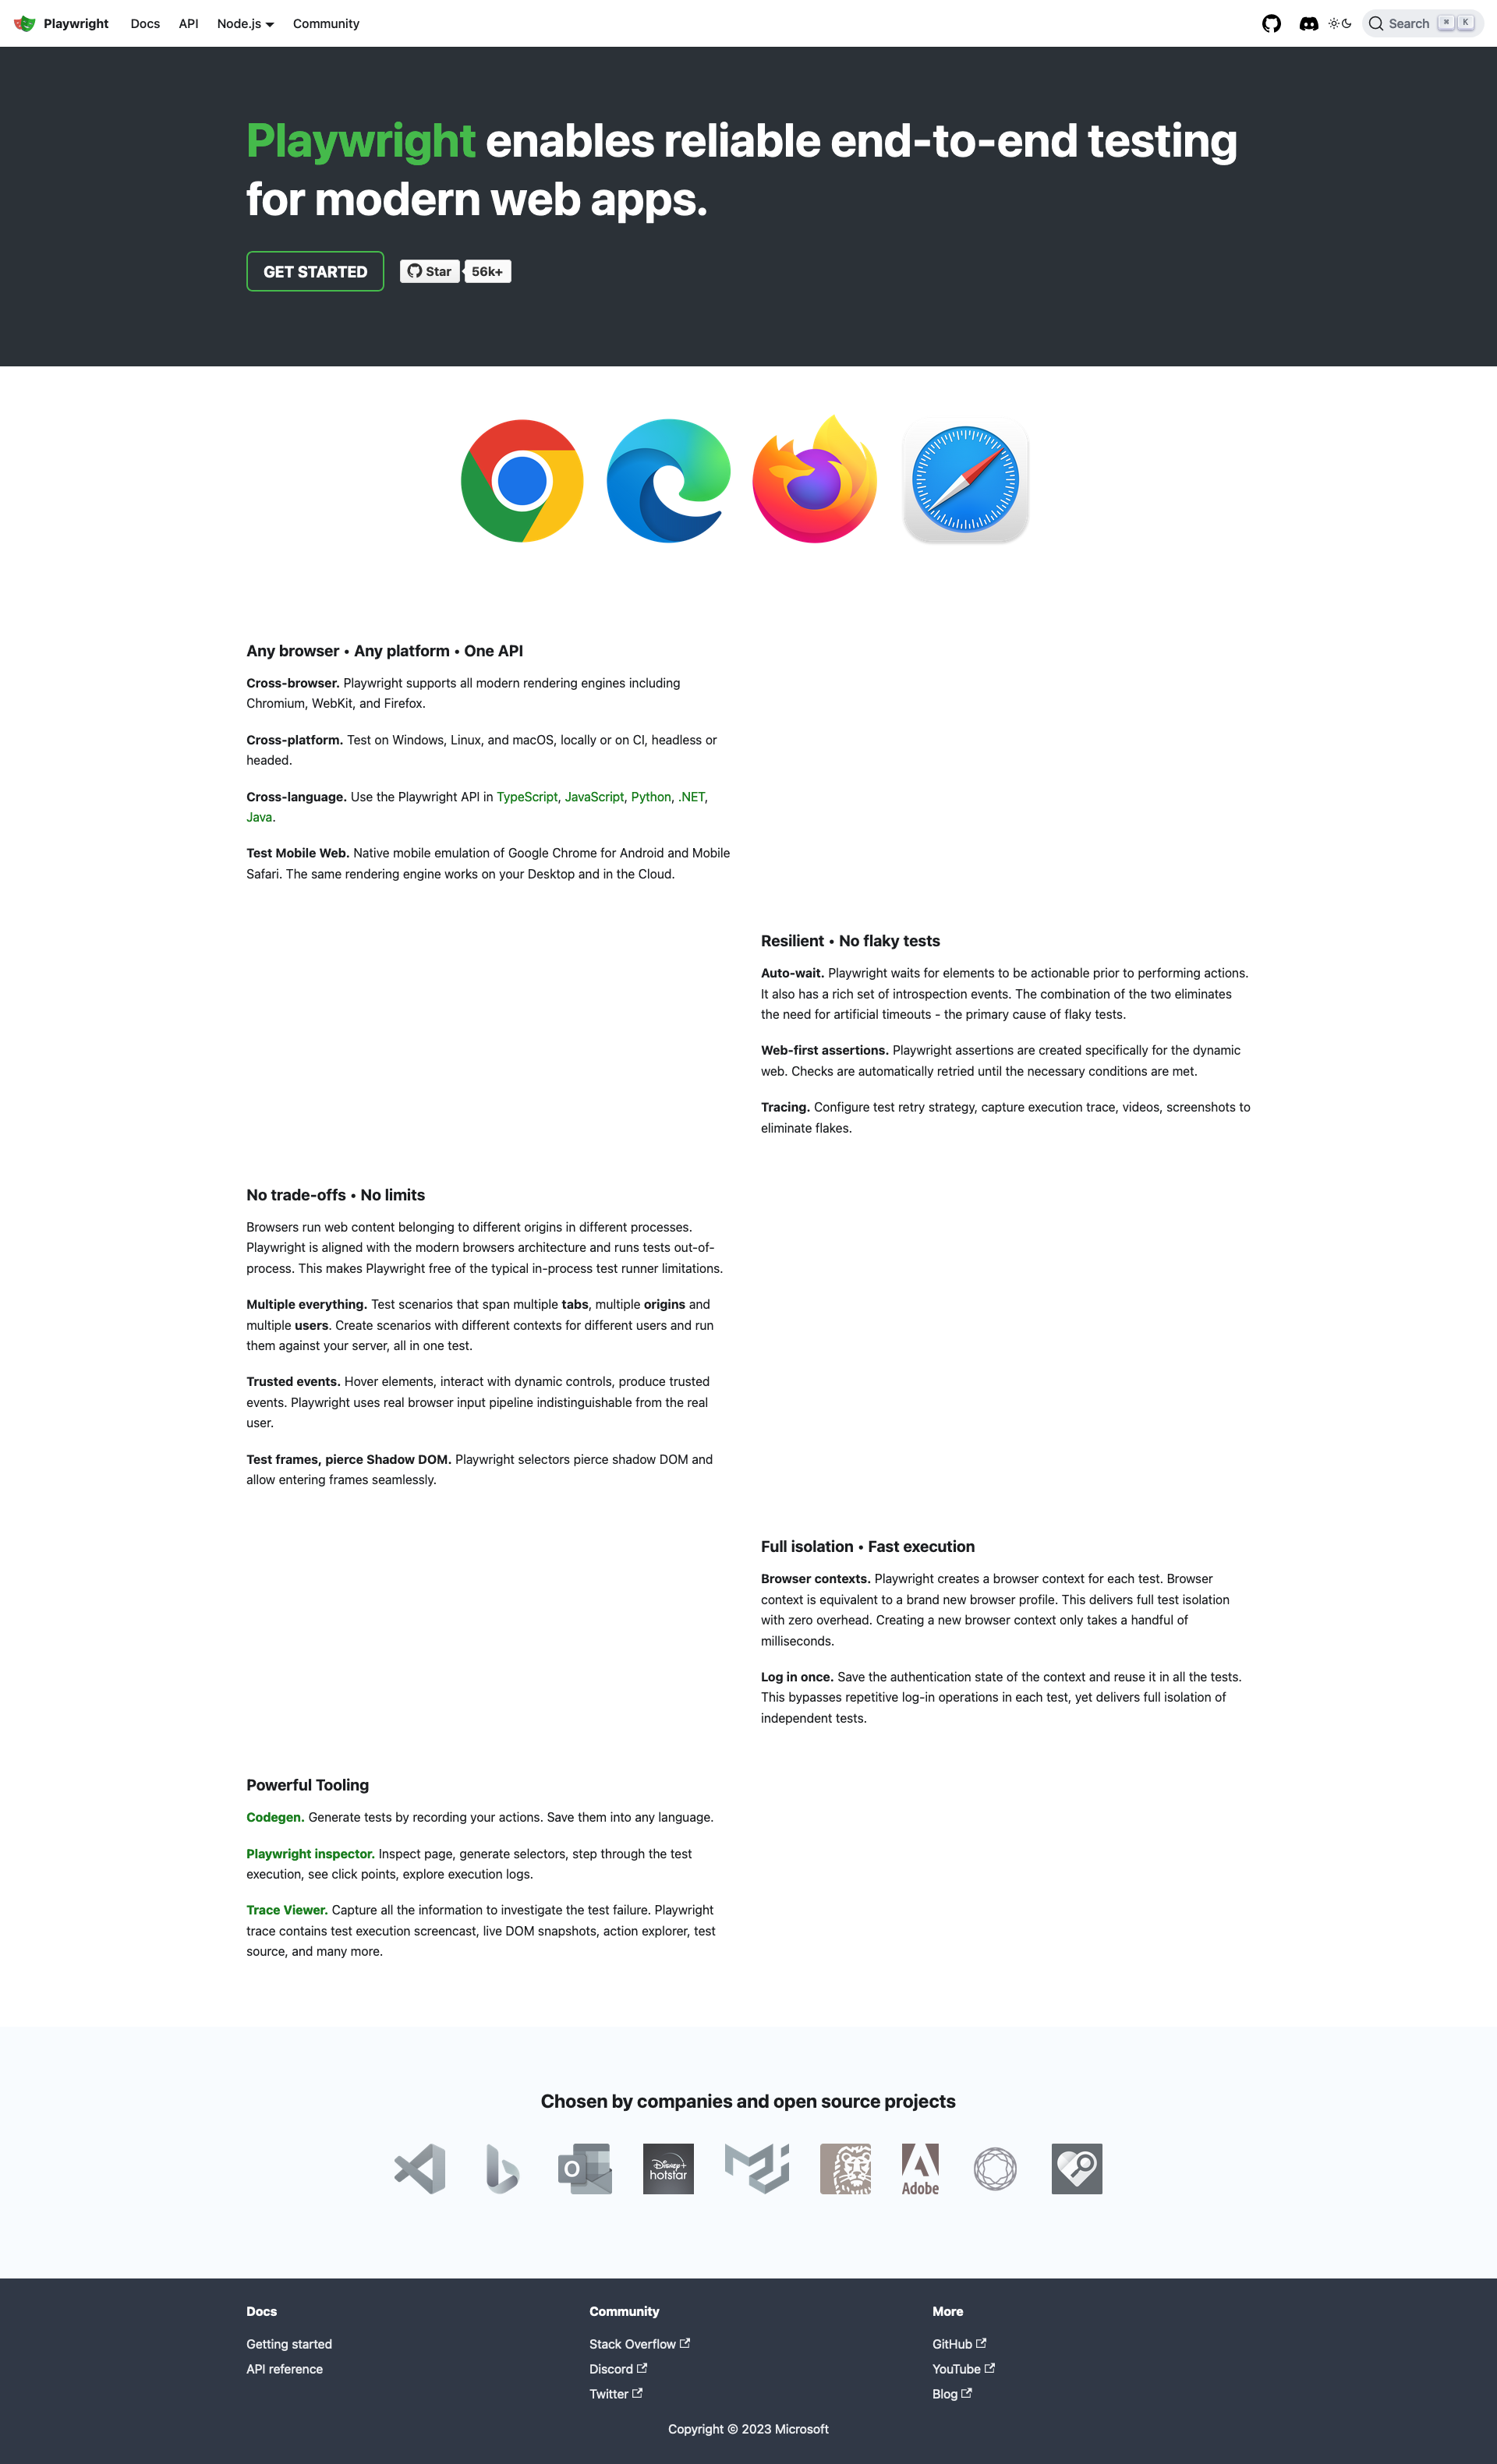 Playwright Docs API Node.js Community Search ⌘ K
Playwright enables reliable end-to-end testing
for modern web apps.
GET STARTED Star 56k+
Any browser • Any platform • One API
Cross-browser. Playwright supports all modern rendering engines including
Chromium, WebKit, and Firefox.
Cross-platform. Test on Windows, Linux, and macOS, locally or on CI, headless or
headed.
Cross-language. Use the Playwright API in TypeScript, JavaScript, Python, .NET,
Java.
Test Mobile Web. Native mobile emulation of Google Chrome for Android and Mobile
Safari. The same rendering engine works on your Desktop and in the Cloud.
Resilient • No flaky tests
Auto-wait. Playwright waits for elements to be actionable prior to performing actions.
It also has a rich set of introspection events. The combination of the two eliminates
the need for artificial timeouts - the primary cause of flaky tests.
Web-first assertions. Playwright assertions are created specifically for the dynamic
web. Checks are automatically retried until the necessary conditions are met.
Tracing. Configure test retry strategy, capture execution trace, videos, screenshots to
eliminate flakes.
No trade-offs • No limits
Browsers run web content belonging to different origins in different processes.
Playwright is aligned with the modern browsers architecture and runs tests out-of-
process. This makes Playwright free of the typical in-process test runner limitations.
Multiple everything. Test scenarios that span multiple tabs, multiple origins and
multiple users. Create scenarios with different contexts for different users and run
them against your server, all in one test.
Trusted events. Hover elements, interact with dynamic controls, produce trusted
events. Playwright uses real browser input pipeline indistinguishable from the real
user.
Test frames, pierce Shadow DOM. Playwright selectors pierce shadow DOM and
allow entering frames seamlessly.
Full isolation • Fast execution
Browser contexts. Playwright creates a browser context for each test. Browser
context is equivalent to a brand new browser profile. This delivers full test isolation
with zero overhead. Creating a new browser context only takes a handful of
milliseconds.
Log in once. Save the authentication state of the context and reuse it in all the tests.
This bypasses repetitive log-in operations in each test, yet delivers full isolation of
independent tests.
Powerful Tooling
Codegen. Generate tests by recording your actions. Save them into any language.
Playwright inspector. Inspect page, generate selectors, step through the test
execution, see click points, explore execution logs.
Trace Viewer. Capture all the information to investigate the test failure. Playwright
trace contains test execution screencast, live DOM snapshots, action explorer, test
source, and many more.
Chosen by companies and open source projects
O
Disney+
hotstar
Adobe
Docs
Getting started
API reference
Community
Stack Overflow
Discord
Twitter
More
GitHub
YouTube
Blog
Copyright © 2023 Microsoft